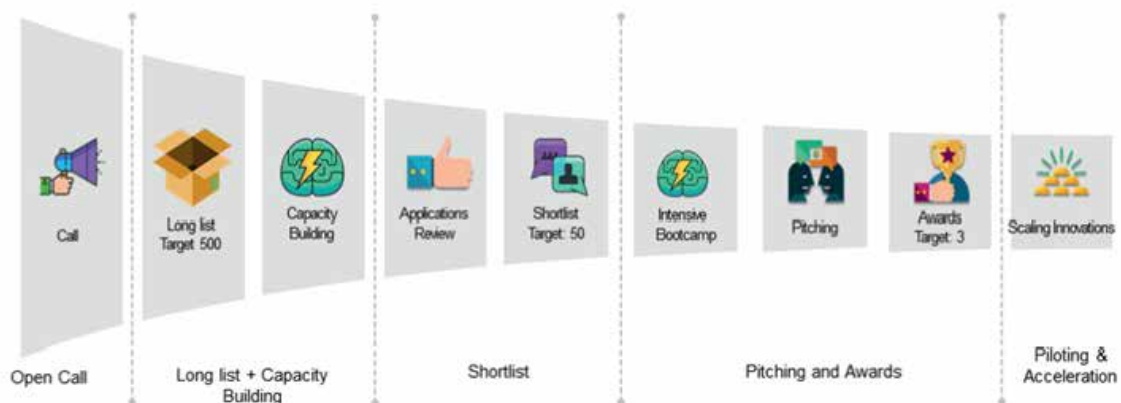 Call
Long list
Target 500
Capacity
Building
Applications
Review
Shortlist
Target: 50
Intensive
Bootcamp
Pitching
Awards
Target: 3
Scaling Innovations
Open Call
Long list + Capacity
Building
Shortlist
Pitching and Awards
Piloting &
Acceleration